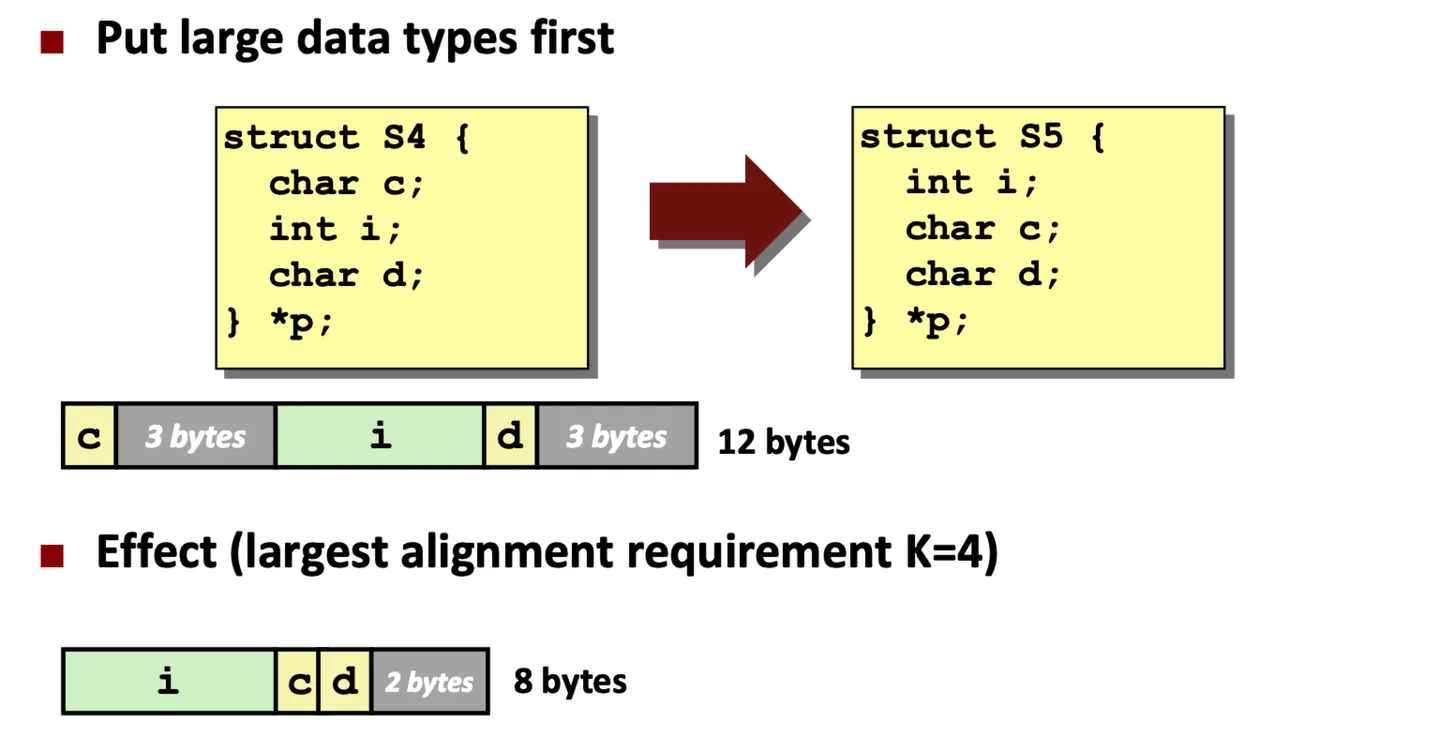 Put large data types first
struct S4 {
  char c;
  int i;
  char d;
} *p;
struct S5 {
  int i;
  char c;
  char d;
} *p;
c 3 bytes i d 3 bytes 12 bytes
Effect (largest alignment requirement K=4)
i c d 2 bytes 8 bytes